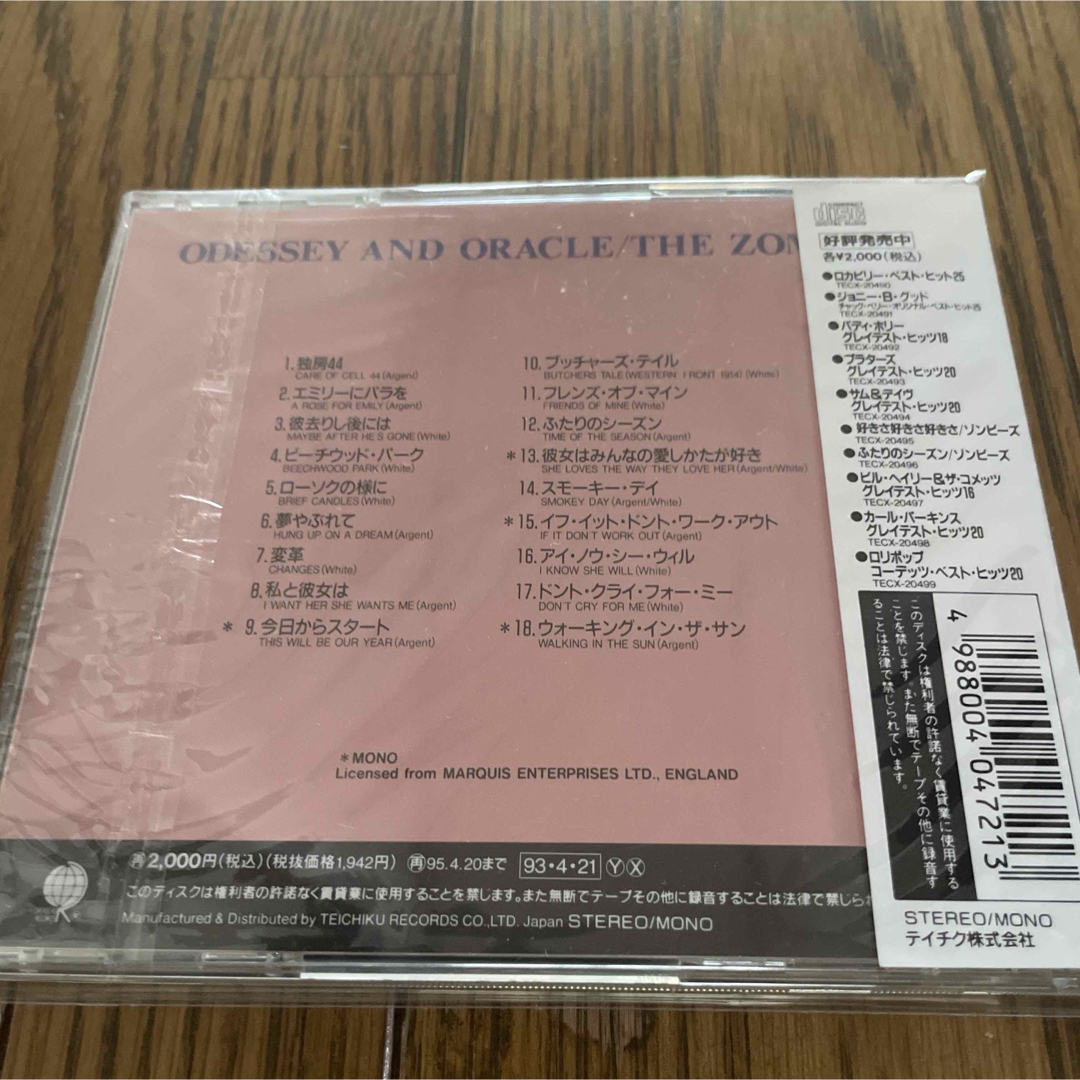 ODESSEY AND ORACLE/THE ZOM
1.独房44
CARE OF CELL 44 (Argent)
2.エミリーにバラを
A ROSE FOR EMILY (Argent)
3.彼去りし後には
MAYBE AFTER HE'S GONE (White)
4.ビーチウッド・パーク
BEECHWOOD PARK (White)
5.ローソクの様に
BRIEF CANDLES (White)
6.夢やぶれて
HUNG UP ON A DREAM (Argent)
7.変革
CHANGES (White)
8.私と彼女は
I WANT HER SHE WANTS ME (Argent)
* 9.今日からスタート
THIS WILL BE OUR YEAR (Argent)
10.ブッチャーズ・テイル
BUTCHERS TALE (WESTERN FRONT 1914) (White)
11.フレンズ・オブ・マイン
FRIENDS OF MINE (White)
12.ふたりのシーズン
TIME OF THE SEASON (Argent)
* 13.彼女はみんなの愛しかたが好き
SHE LOVES THE WAY THEY LOVE HER (Argent/White)
14.スモーキー・デイ
SMOKEY DAY (Argent/White)
* 15.イフ・イット・ドント・ワーク・アウト
IF IT DON'T WORK OUT (Argent)
16.アイ・ノウ・シー・ウィル
I KNOW SHE WILL (White)
17.ドント・クライ・フォー・ミー
DON'T CRY FOR ME (White)
* 18.ウォーキング・イン・ザ・サン
WALKING IN THE SUN (Argent)
*MONO
Licensed from MARQUIS ENTERPRISES LTD., ENGLAND
各2,000円(税込)(税抜価格1,942円) 再95.4.20まで 93・4・21 Y X
このディスクは権利者の許諾なく賃貸業に使用することを禁じます。また無断でテープその他に録音することは法律で禁じられ
Manufactured & Distributed by TEICHIKU RECORDS CO., LTD. Japan STEREO/MONO
COMPACT
disc
DIGITAL AUDIO
好評発売中
各¥2,000(税込)
●ロカビリー・ベスト・ヒット25
TECX-20490
●ジョニー・B・グッド
チャック・ベリー・オリジナル・ベスト・ヒット25
TECX-20491
●バディ・ホリー
グレイテスト・ヒッツ18
TECX-20492
●プラターズ
グレイテスト・ヒッツ20
TECX-20493
●サム&デイヴ
グレイテスト・ヒッツ20
TECX-20494
●好きさ好きさ好きさ/ゾンビーズ
TECX-20495
●ふたりのシーズン/ゾンビーズ
TECX-20496
●ビル・ヘイリー&ザ・コメッツ
グレイテスト・ヒッツ16
TECX-20497
●カール・パーキンス
グレイテスト・ヒッツ20
TECX-20498
●ロリポップ
コーデッツ・ベスト・ヒッツ20
TECX-20499
このディスクは権利者の許諾なく賃貸業に使用する
ことを禁じます。また無断でテープその他に録音す
ることは法律で禁じられています。
4 988004 047213
STEREO/MONO
テイチク株式会社